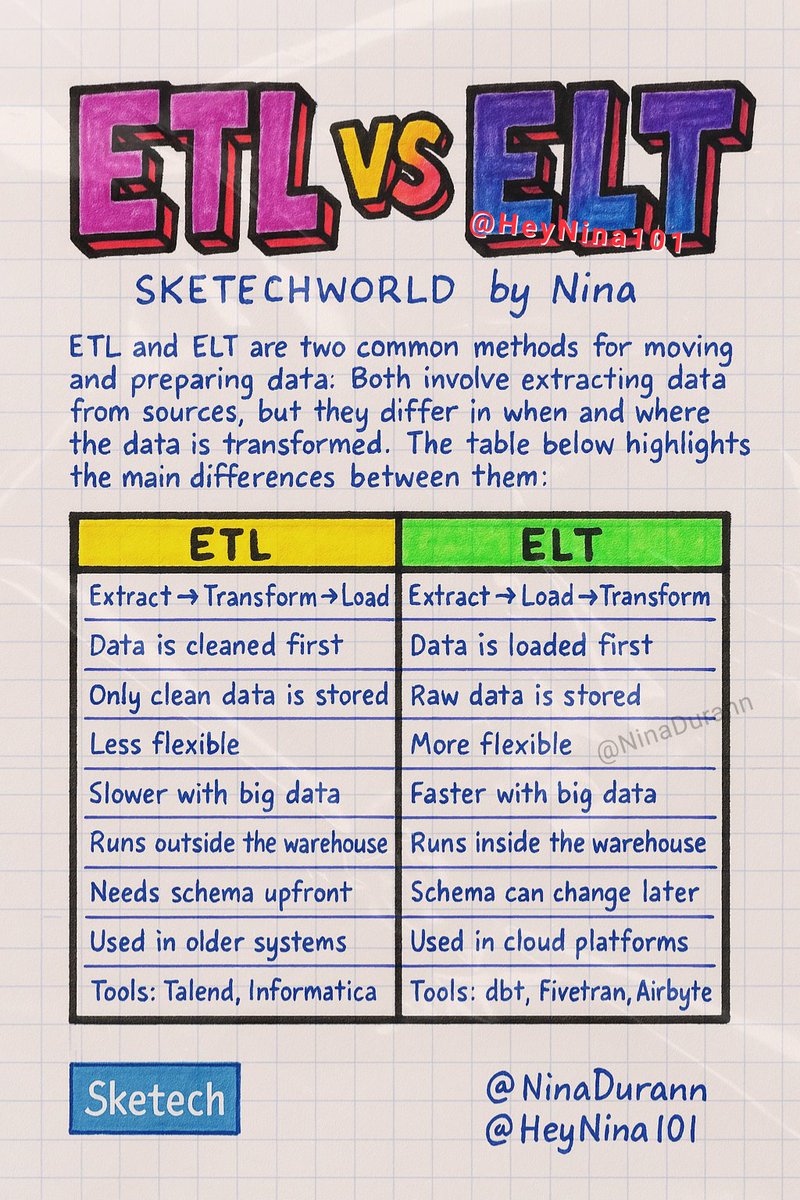 ETL VS ELT
@HeyNina101
SKETECHWORLD by Nina
ETL and ELT are two common methods for moving
and preparing data: Both involve extracting data
from sources, but they differ in when and where
the data is transformed. The table below highlights
the main differences between them:
ETL ELT
Extract→Transform→Load Extract→Load→Transform
Data is cleaned first Data is loaded first
Only clean data is stored Raw data is stored
Less flexible More flexible
@NinaDurann
Slower with big data Faster with big data
Runs outside the warehouse Runs inside the warehouse
Needs schema upfront Schema can change later
Used in older systems Used in cloud platforms
Tools: Talend, Informatica Tools: dbt, Fivetran, Airbyte
Sketech
@NinaDurann
@HeyNina101